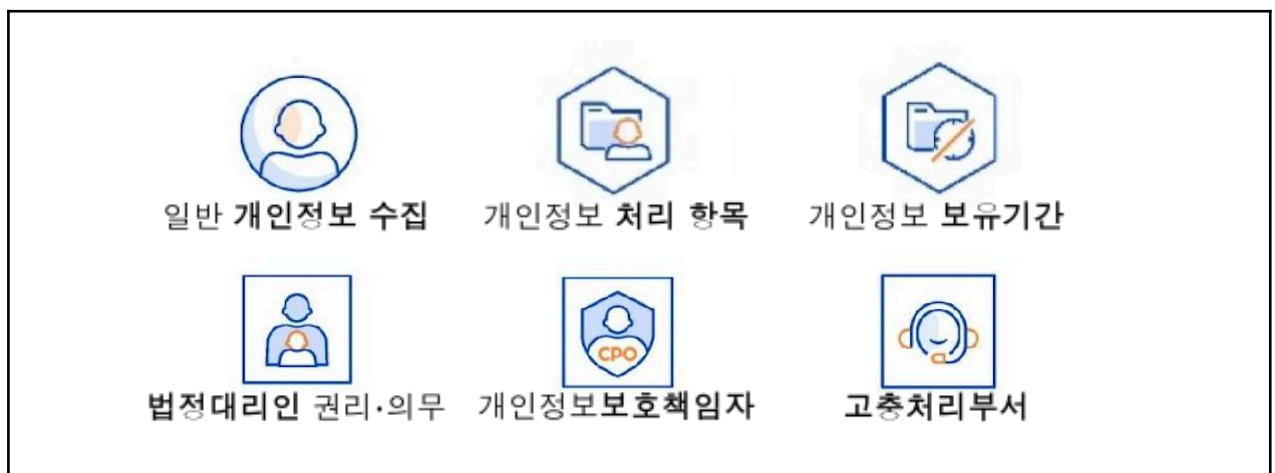 일반 개인정보 수집
개인정보 처리 항목
개인정보 보유기간
법정대리인 권리·의무
CPO
개인정보보호책임자
고충처리부서